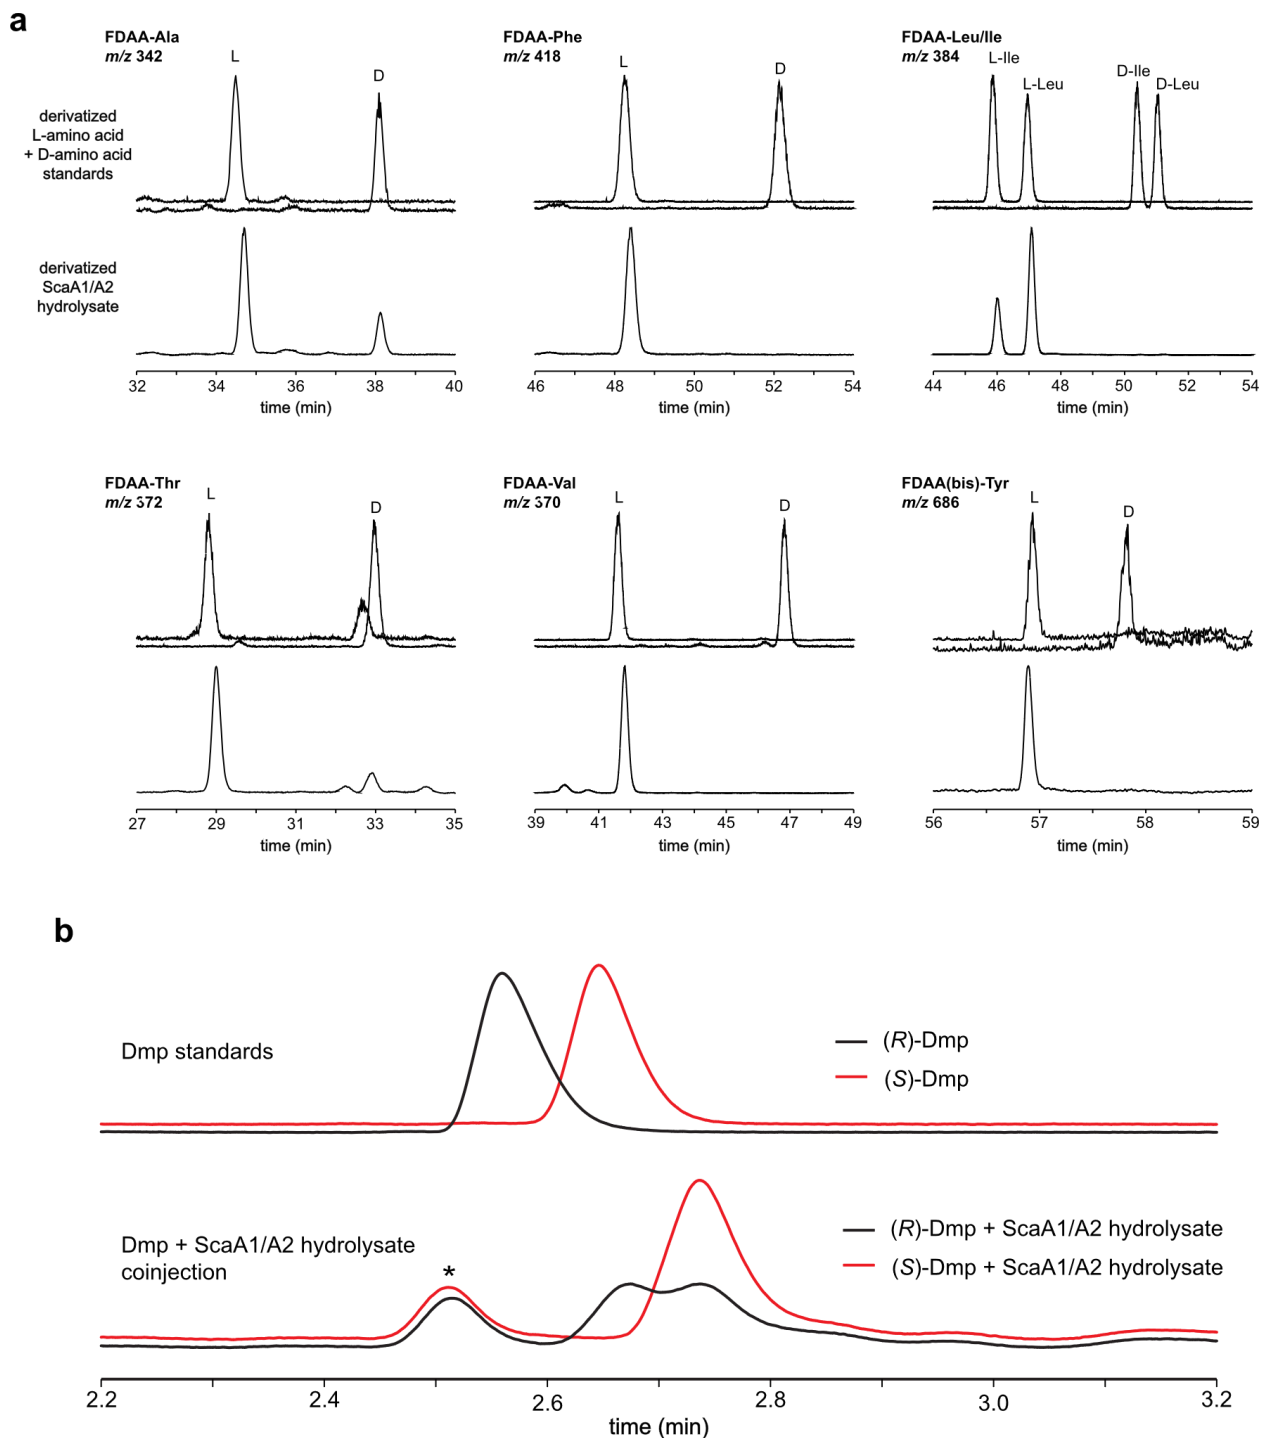 a
FDAA-Ala
m/z 342
L
D
FDAA-Phe
m/z 418
L
D
FDAA-Leu/Ile
m/z 384
L-Ile
L-Leu
D-Ile
D-Leu
derivatized
L-amino acid
+ D-amino acid
standards
derivatized
ScaA1/A2
hydrolysate
32 34 36 38 40
time (min)
46 48 50 52 54
time (min)
44 46 48 50 52 54
time (min)
FDAA-Thr
m/z 372
L
D
FDAA-Val
m/z 370
L
D
FDAA(bis)-Tyr
m/z 686
L
D
27 29 31 33 35
time (min)
39 41 43 45 47 49
time (min)
56 57 58 59
time (min)
b
Dmp standards
(R)-Dmp
(S)-Dmp
Dmp + ScaA1/A2 hydrolysate
coinjection
*
(R)-Dmp + ScaA1/A2 hydrolysate
(S)-Dmp + ScaA1/A2 hydrolysate
2.2 2.4 2.6 2.8 3.0 3.2
time (min)